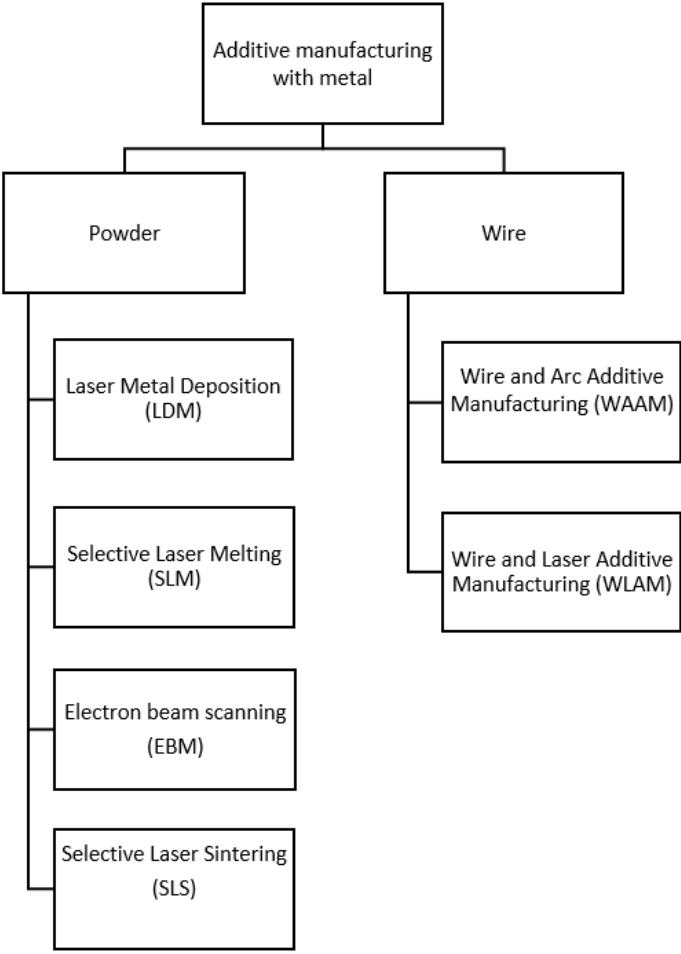 Additive manufacturing
with metal
Powder
Wire
Laser Metal Deposition
(LDM)
Selective Laser Melting
(SLM)
Electron beam scanning
(EBM)
Selective Laser Sintering
(SLS)
Wire and Arc Additive
Manufacturing (WAAM)
Wire and Laser Additive
Manufacturing (WLAM)